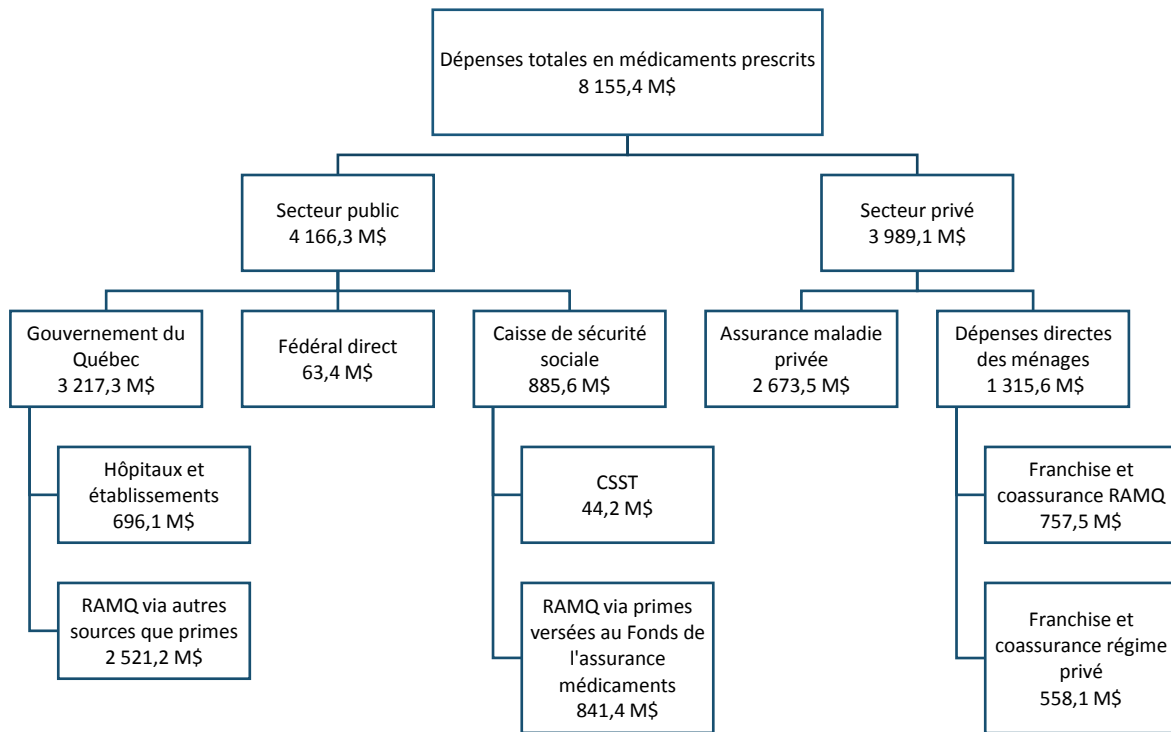 Dépenses totales en médicaments prescrits
8 155,4 M$
Secteur public
4 166,3 M$
Secteur privé
3 989,1 M$
Gouvernement du
Québec
3 217,3 M$
Fédéral direct
63,4 M$
Caisse de sécurité
sociale
885,6 M$
Assurance maladie
privée
2 673,5 M$
Dépenses directes
des ménages
1 315,6 M$
Hôpitaux et
établissements
696,1 M$
CSST
44,2 M$
Franchise et
coassurance RAMQ
757,5 M$
RAMQ via autres
sources que primes
2 521,2 M$
RAMQ via primes
versées au Fonds de
l'assurance
médicaments
841,4 M$
Franchise et
coassurance régime
privé
558,1 M$